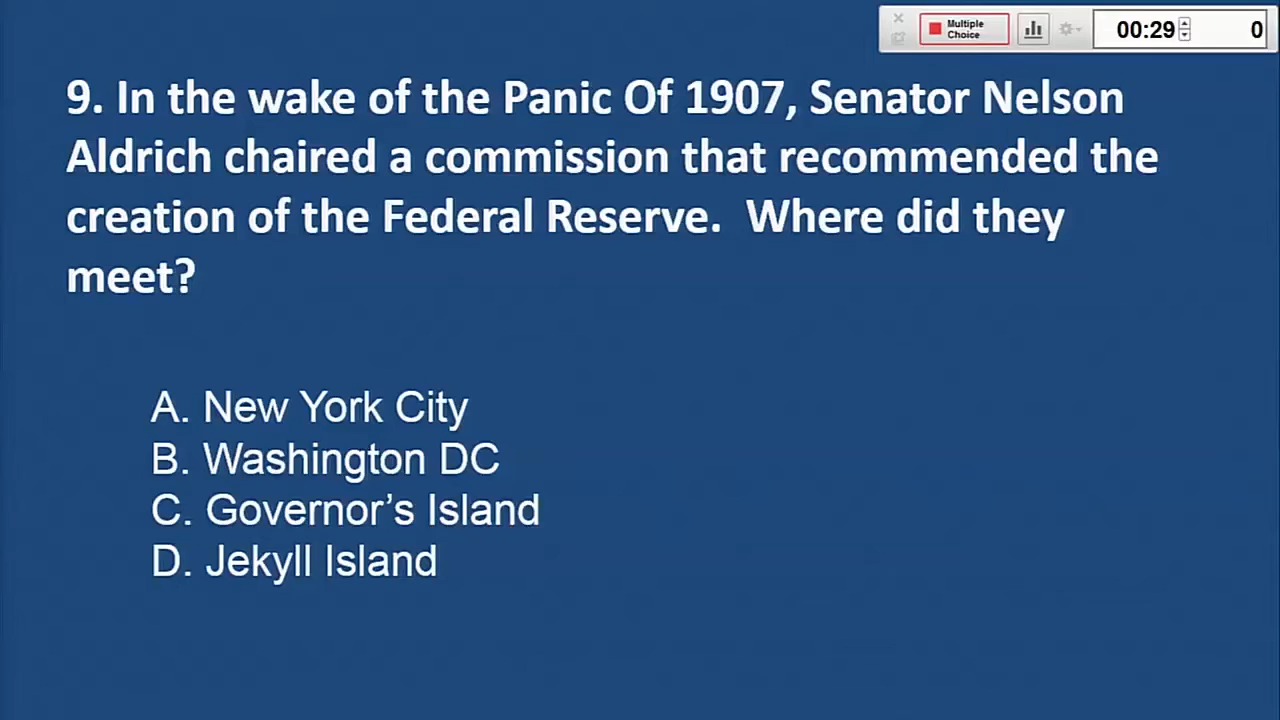 Multiple
Choice
00:29
0
9. In the wake of the Panic Of 1907, Senator Nelson
Aldrich chaired a commission that recommended the
creation of the Federal Reserve.  Where did they
meet?
A. New York City
B. Washington DC
C. Governor’s Island
D. Jekyll Island